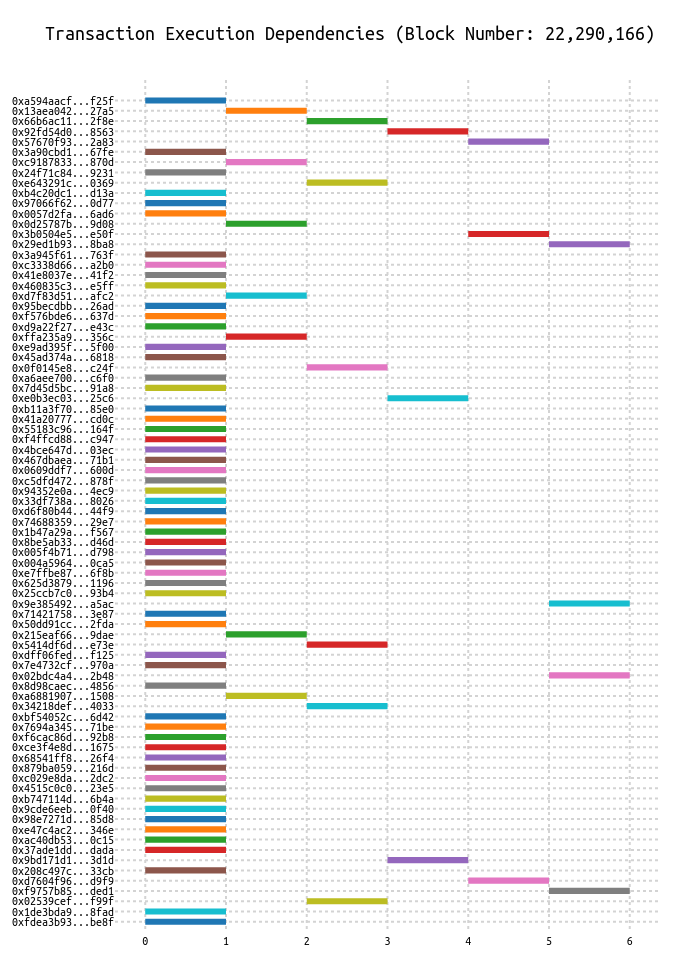 Transaction Execution Dependencies (Block Number: 22,290,166)
0xa594aacf...f25f
0x13aea042...27a5
0x66b6ac11...2f8e
0x92fd54d0...8563
0x57670f93...2a83
0x3a90cbd1...67fe
0xc9187833...870d
0x24f71c84...9231
0xe643291c...0369
0xb4c20dc1...d13a
0x97066f62...0d77
0x0057d2fa...6ad6
0x0d25787b...9d08
0x3b0504e5...e50f
0x29ed1b93...8ba8
0x3a945f61...763f
0xc3338d66...a2b0
0x41e8037e...41f2
0x460835c3...e5ff
0xd7f83d51...afc2
0x95becdbb...26ad
0xf576bde6...637d
0xd9a22f27...e43c
0xffa235a9...356c
0xe9ad395f...5f00
0x45ad374a...6818
0x0f0145e8...c24f
0xa6aee700...c6f0
0x7d45d5bc...91a8
0xe0b3ec03...25c6
0xb11a3f70...85e0
0x41a20777...cd0c
0x55183c96...164f
0xf4ffcd88...c947
0x4bce647d...03ec
0x467dbaea...71b1
0x0609ddf7...600d
0xc5dfd472...878f
0x94352e0a...4ec9
0x33df738a...8026
0xd6f80b44...44f9
0x74688359...29e7
0x1b47a29a...f567
0x8be5ab33...d46d
0x005f4b71...d798
0x004a5964...0ca5
0xe7ffbe87...6f8b
0x625d3879...1196
0x25ccb7c0...93b4
0x9e385492...a5ac
0x71421758...3e87
0x50dd91cc...2fda
0x215eaf66...9dae
0x5414df6d...e73e
0xdff06fed...f125
0x7e4732cf...970a
0x02bdc4a4...2b48
0x8d98caec...4856
0xa6881907...1508
0x34218def...4033
0xbf54052c...6d42
0x7694a345...71be
0xf6cac86d...92b8
0xce3f4e8d...1675
0x68541ff8...26f4
0x879ba059...216d
0xc029e8da...2dc2
0x4515c0c0...23e5
0xb747114d...6b4a
0x9cde6eeb...0f40
0x98e7271d...85d8
0xe47c4ac2...346e
0xac40db53...0c15
0x37ade1dd...dada
0x9bd171d1...3d1d
0x208c497c...33cb
0xd7604f96...d9f9
0xf9757b85...ded1
0x02539cef...f99f
0x1de3bda9...8fad
0xfdea3b93...be8f
0 1 2 3 4 5 6